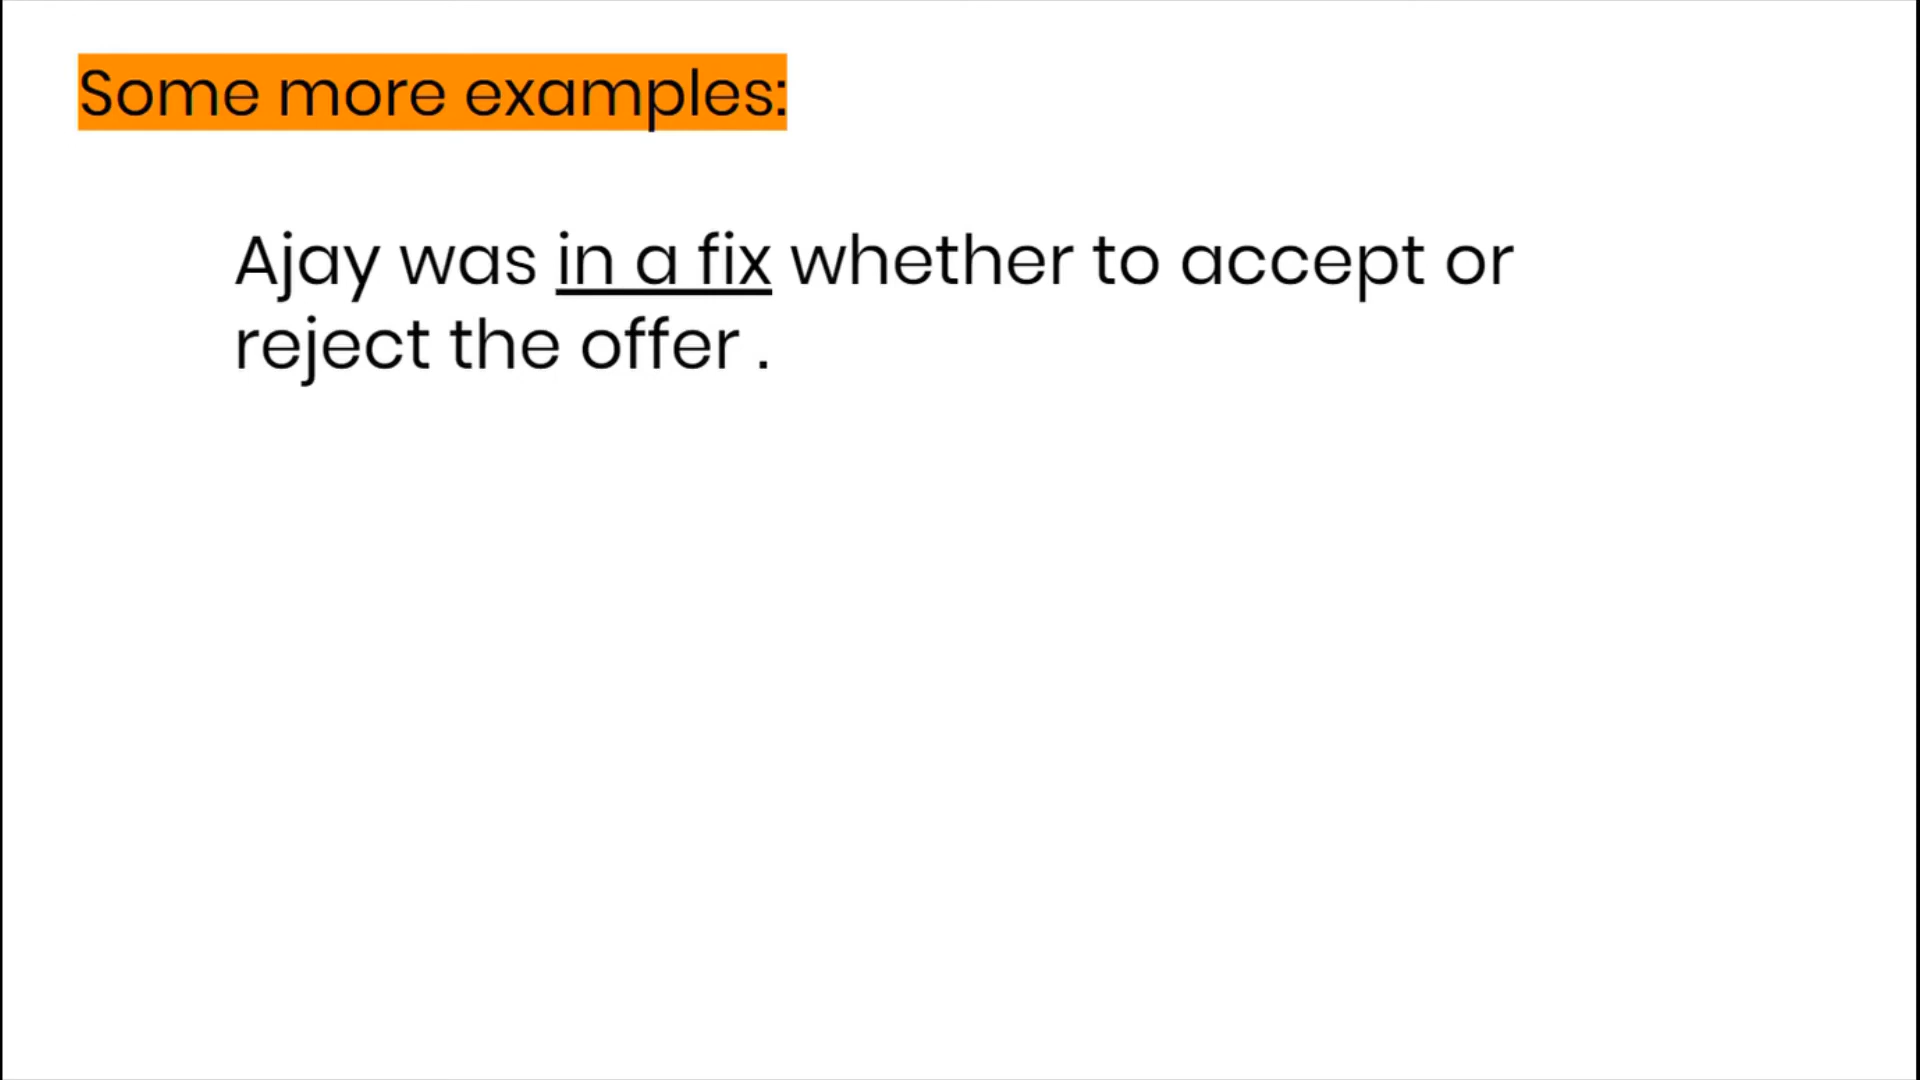 Some more examples:
Ajay was in a fix whether to accept or
reject the offer .